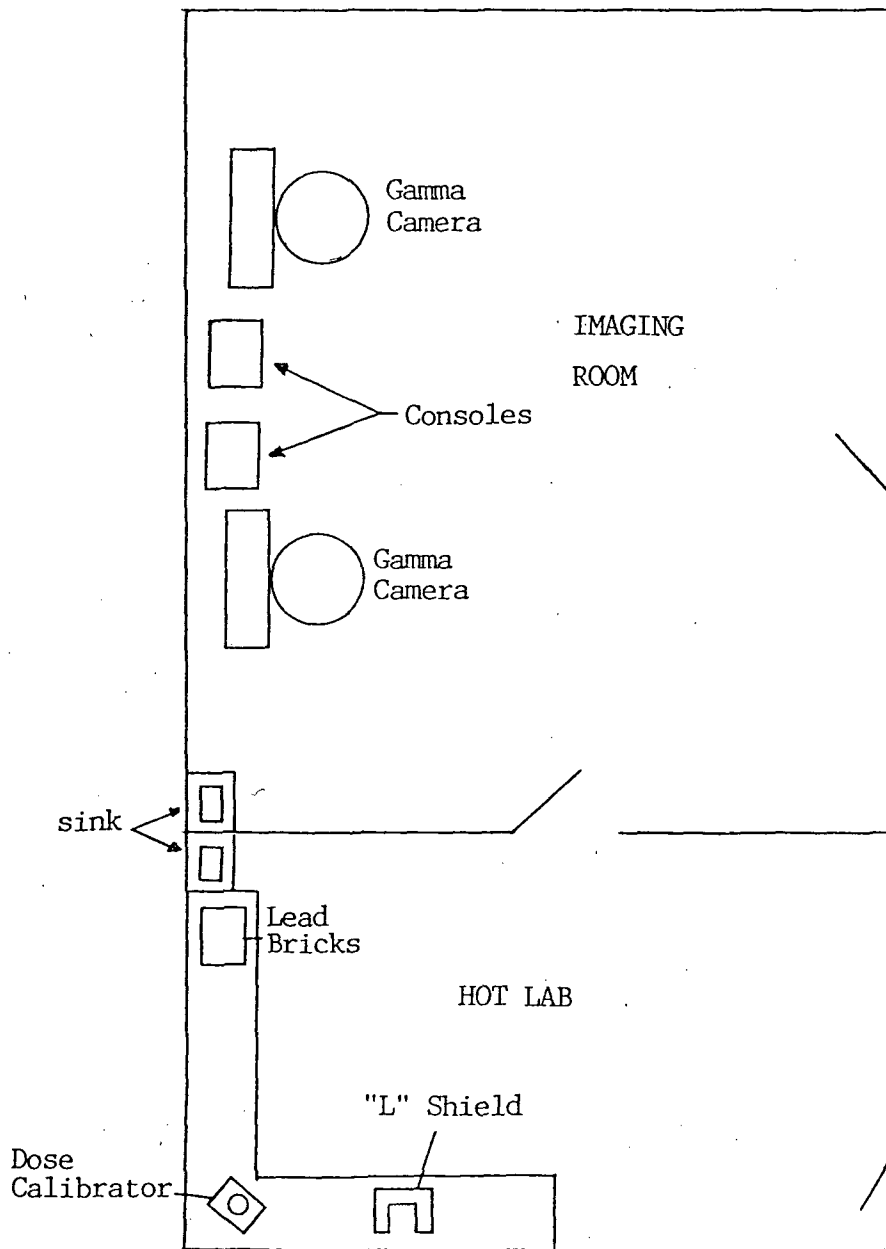 Gamma
Camera
IMAGING
ROOM
Consoles
Gamma
Camera
sink
Lead
Bricks
HOT LAB
"L" Shield
Dose
Calibrator